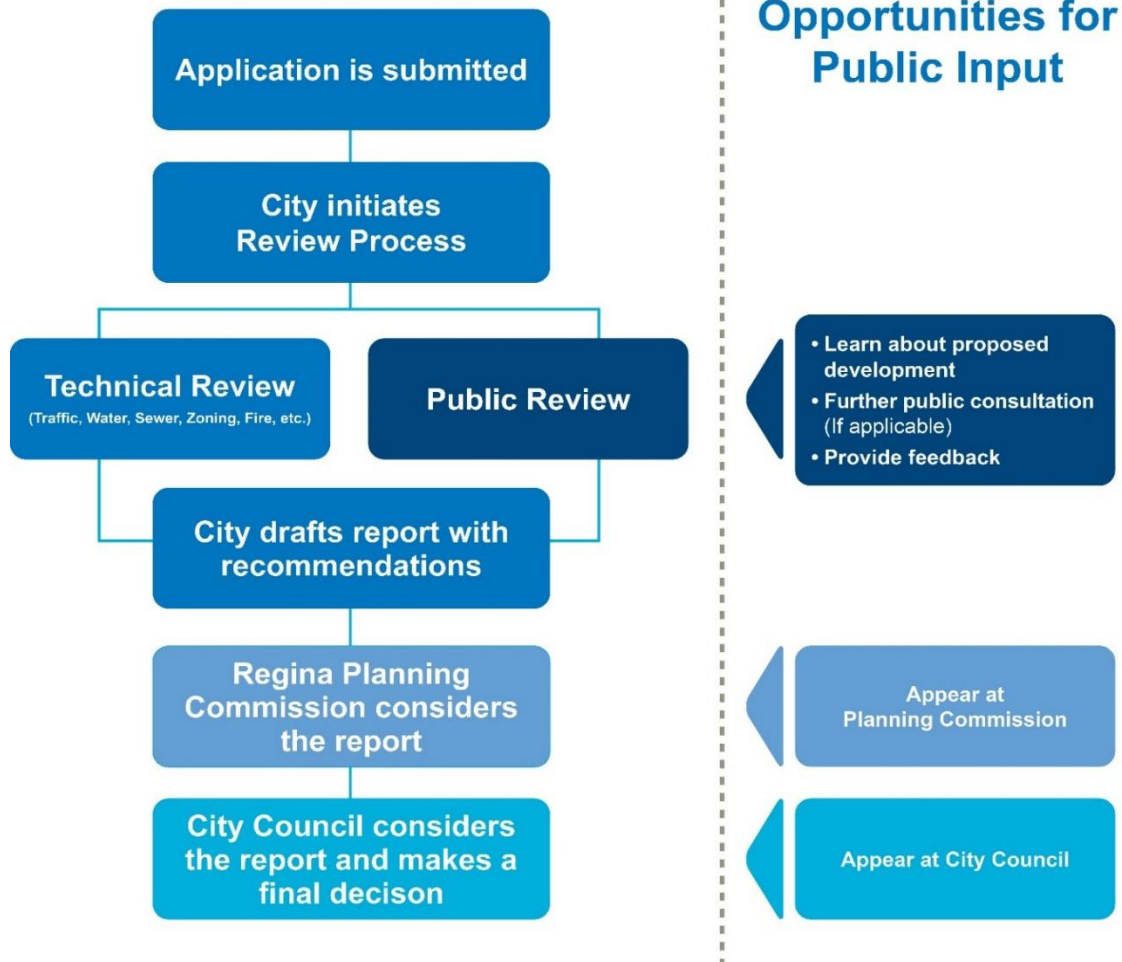 Application is submitted
City initiates
Review Process
Technical Review
(Traffic, Water, Sewer, Zoning, Fire, etc.)
Public Review
City drafts report with
recommendations
Regina Planning
Commission considers
the report
City Council considers
the report and makes a
final decison
Opportunities for
Public Input
• Learn about proposed
development
• Further public consultation
(If applicable)
• Provide feedback
Appear at
Planning Commission
Appear at City Council